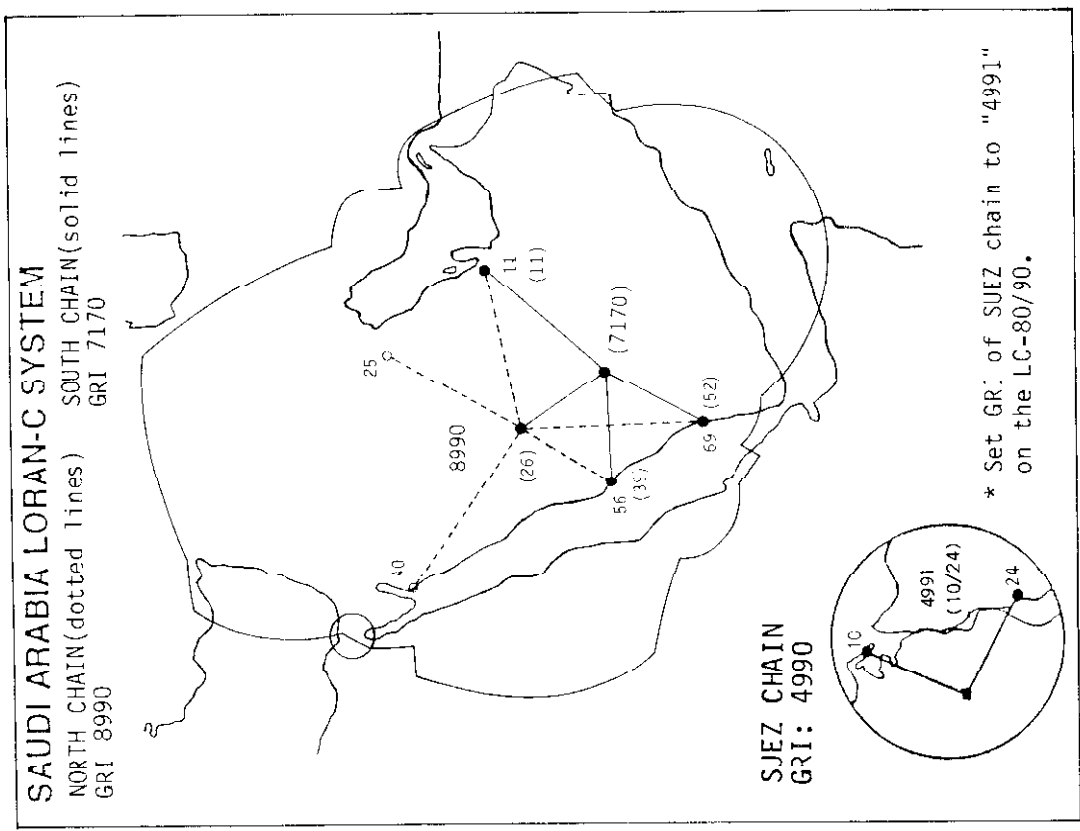 SAUDI ARABIA LORAN-C SYSTEM
NORTH CHAIN(dotted lines)
GRI 8990
SOUTH CHAIN(solid lines)
GRI 7170
40
8990
(26)
25
11
(11)
(7170)
56
(39)
69
(52)
SJEZ CHAIN
GRI: 4990
10
4991
(10/24)
24
* Set GRI of SUEZ chain to "4991"
on the LC-80/90.